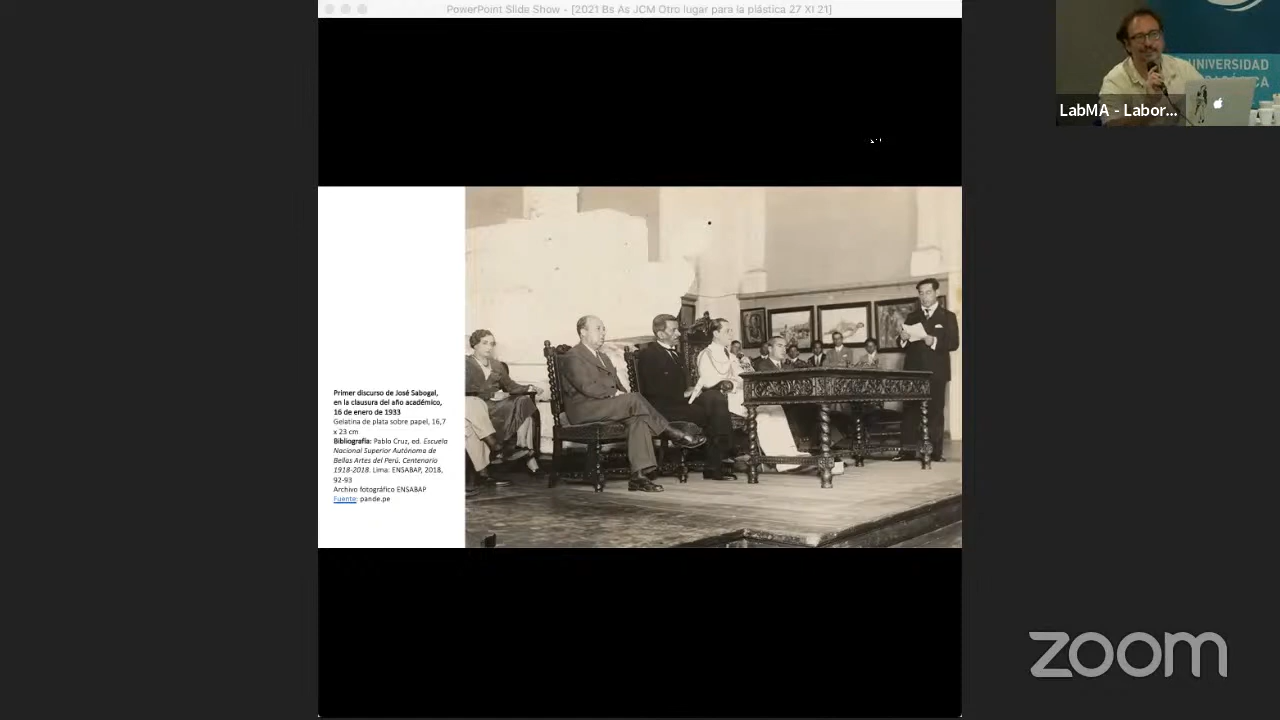 PowerPoint Slide Show - [2021 Bs As JCM Otro lugar para la plástica 27 XI 21]
UNIVERSIDAD
LabMA - Labor...
Primer discurso de José Sabogal,
en la clausura del año académico,
16 de enero de 1933
Gelatina de plata sobre papel, 16,7
x 23 cm
Bibliografía: Pablo Cruz, ed. Escuela
Nacional Superior Autónoma de
Bellas Artes del Perú. Centenario
1918-2018. Lima: ENSABAP, 2018,
92-93
Archivo fotográfico ENSABAP
Fuente: pande.pe
zoom